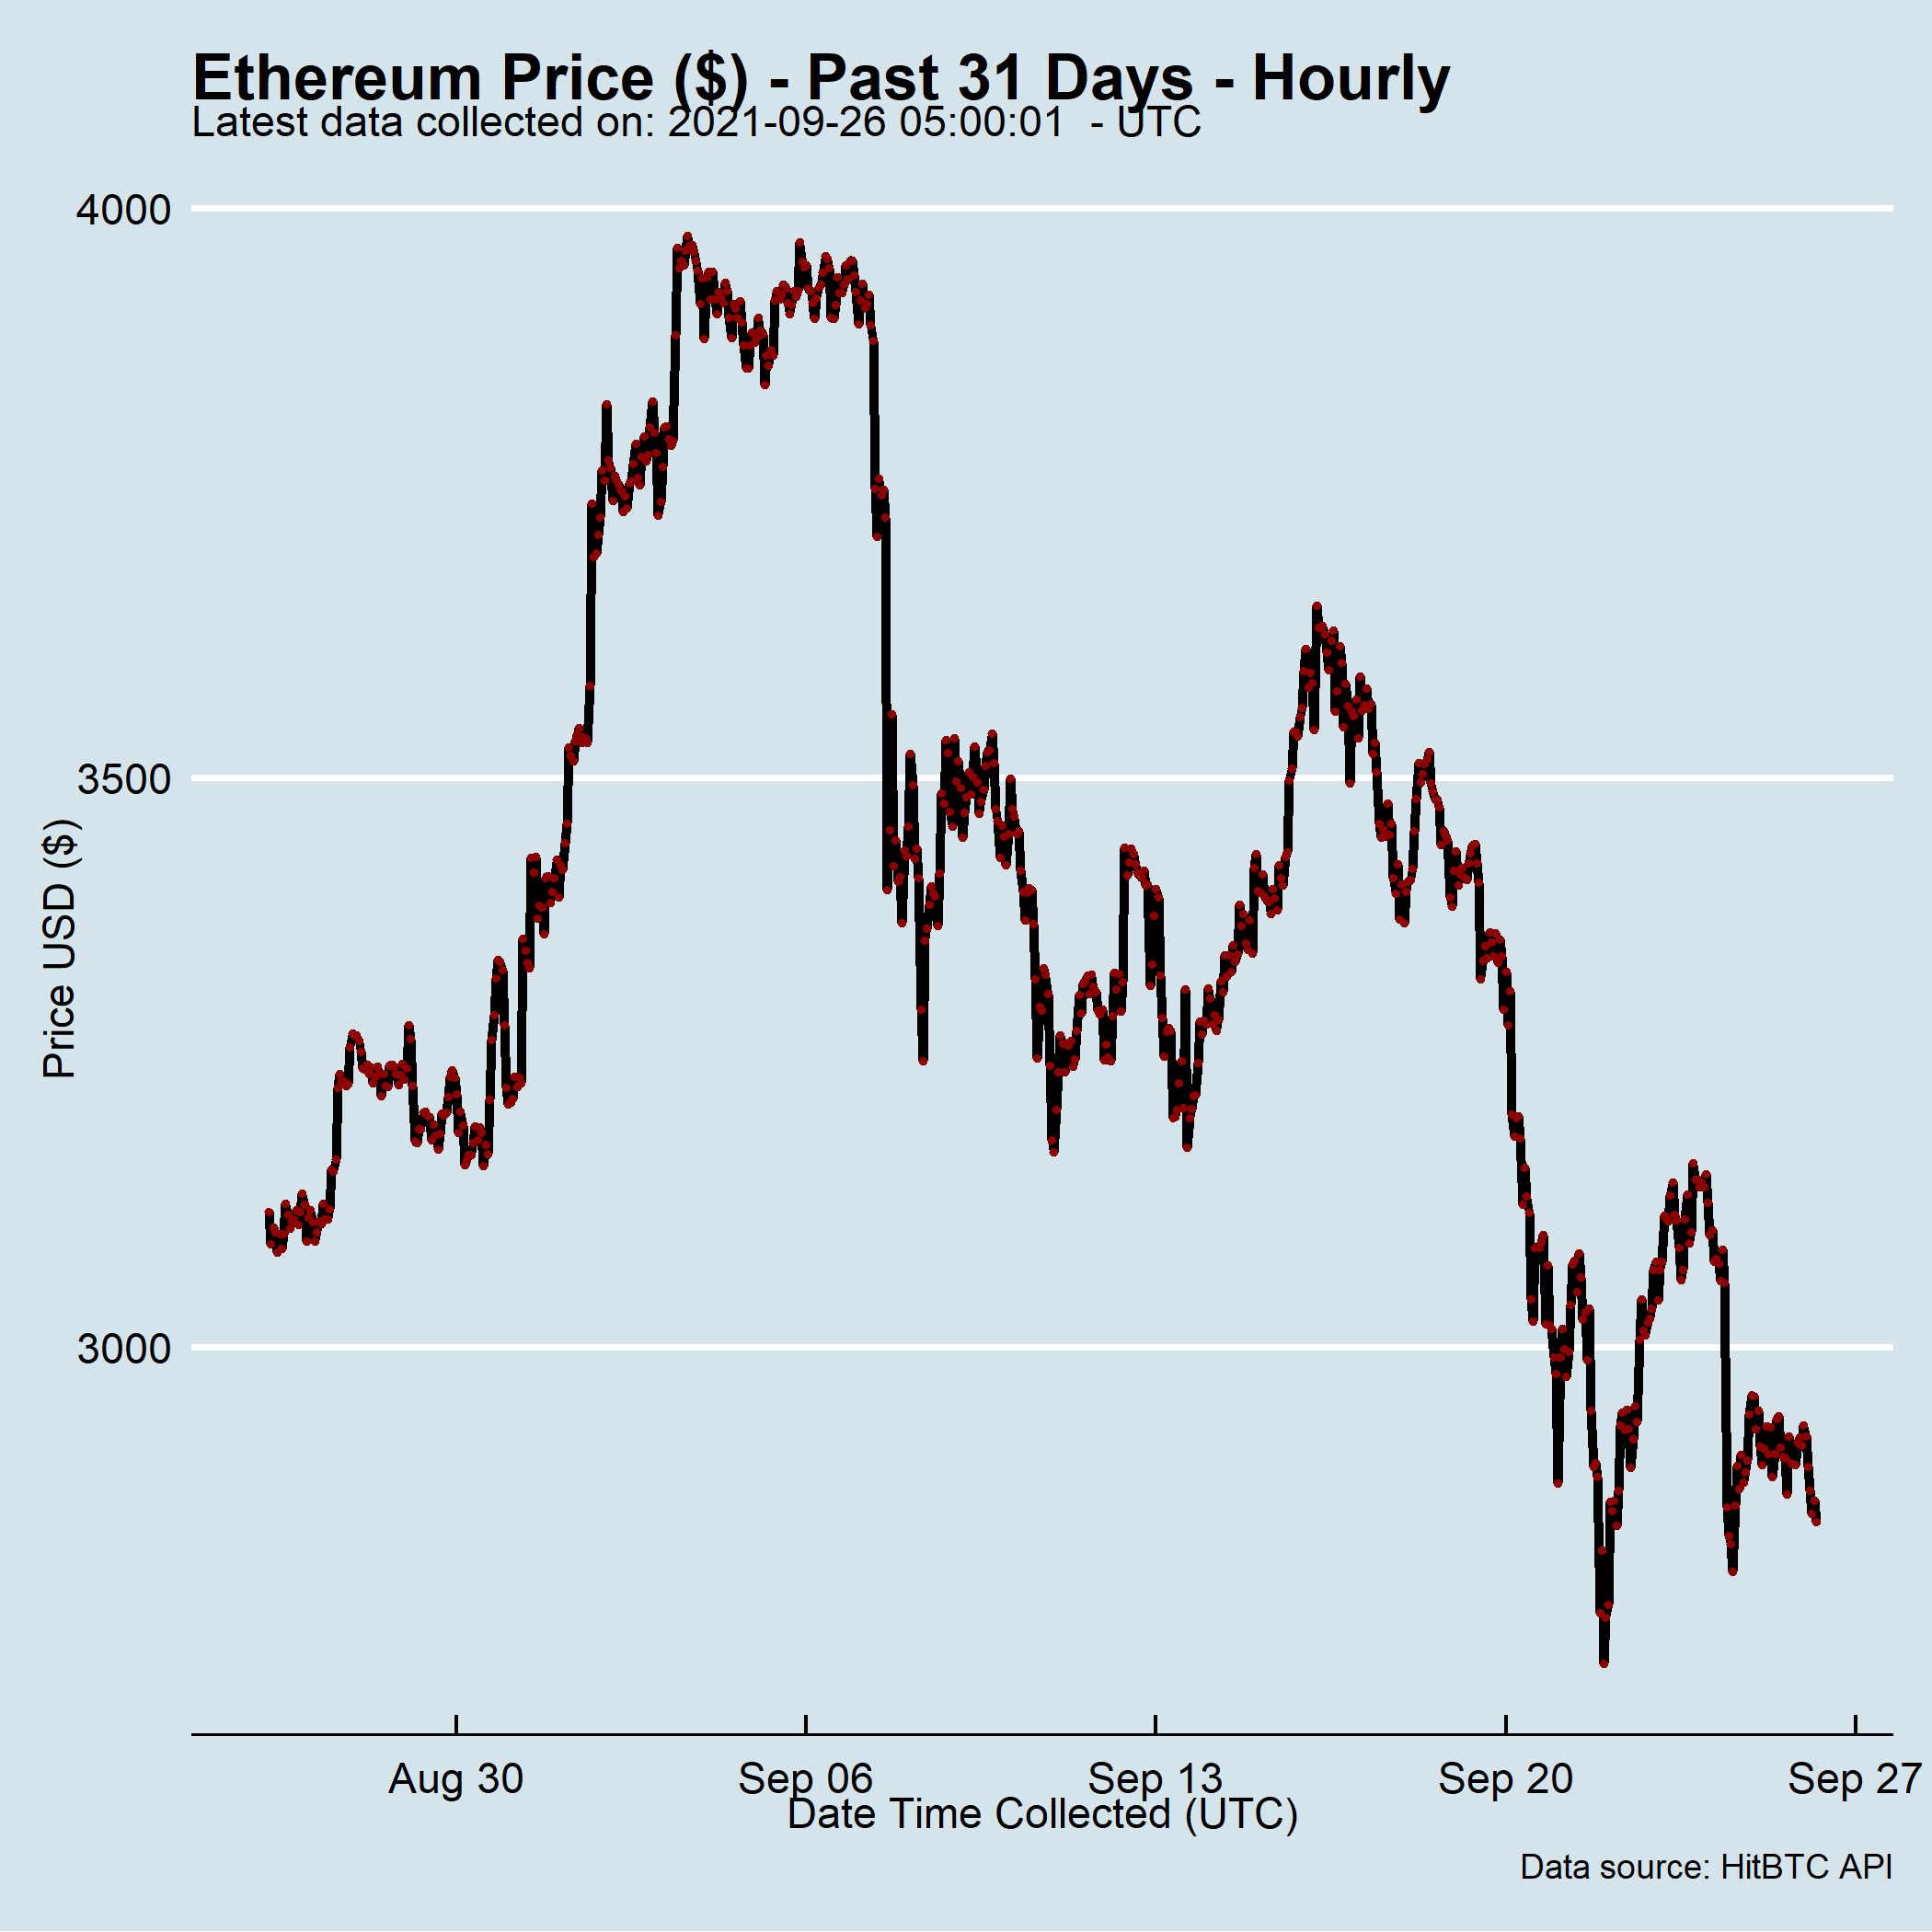 Ethereum Price ($) - Past 31 Days - Hourly
Latest data collected on: 2021-09-26 05:00:01  - UTC
4000
3500
3000
Price USD ($)
Aug 30
Sep 06
Sep 13
Sep 20
Sep 27
Date Time Collected (UTC)
Data source: HitBTC API